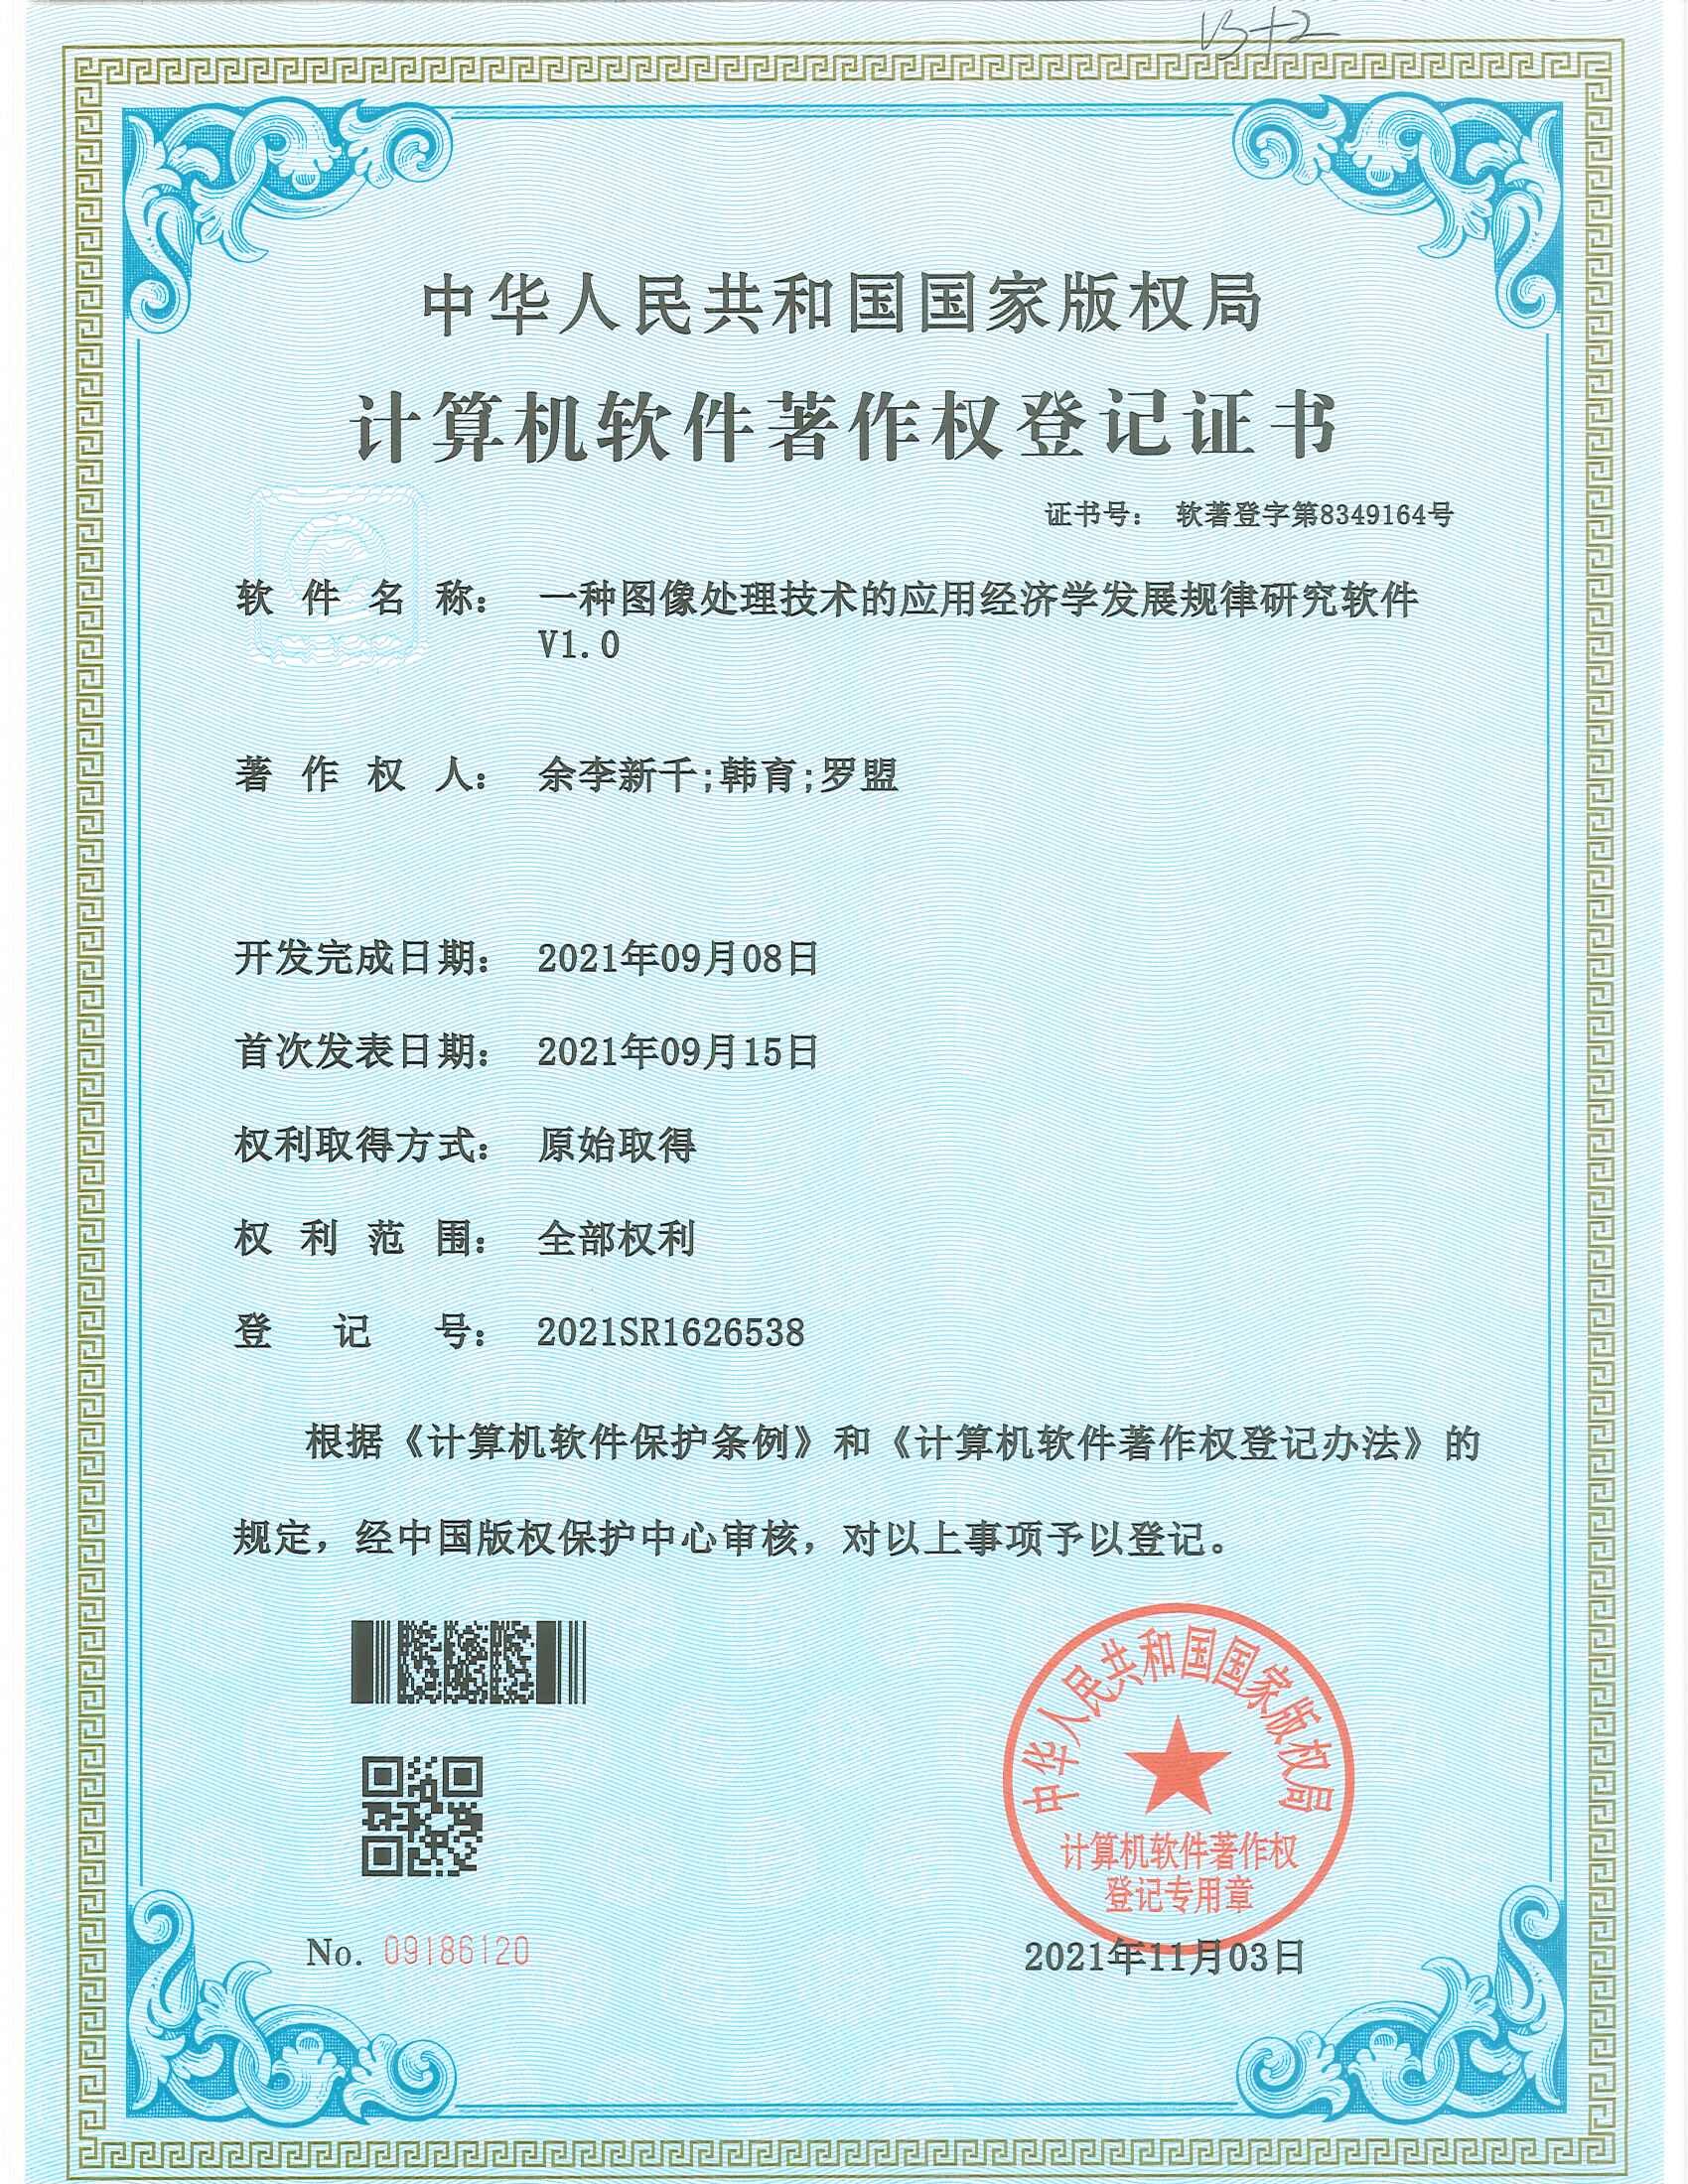 中华人民共和国国家版权局
计算机软件著作权登记证书
证书号： 软著登字第8349164号
软件名称： 一种图像处理技术的应用经济学发展规律研究软件
V1.0
著作权人： 余李新千;韩育;罗盟
开发完成日期： 2021年09月08日
首次发表日期： 2021年09月15日
权利取得方式： 原始取得
权利范围： 全部权利
登记号： 2021SR1626538
根据《计算机软件保护条例》和《计算机软件著作权登记办法》的
规定，经中国版权保护中心审核，对以上事项予以登记。
中华人民共和国国家版权局
计算机软件著作权
登记专用章
No. 09186120
2021年11月03日